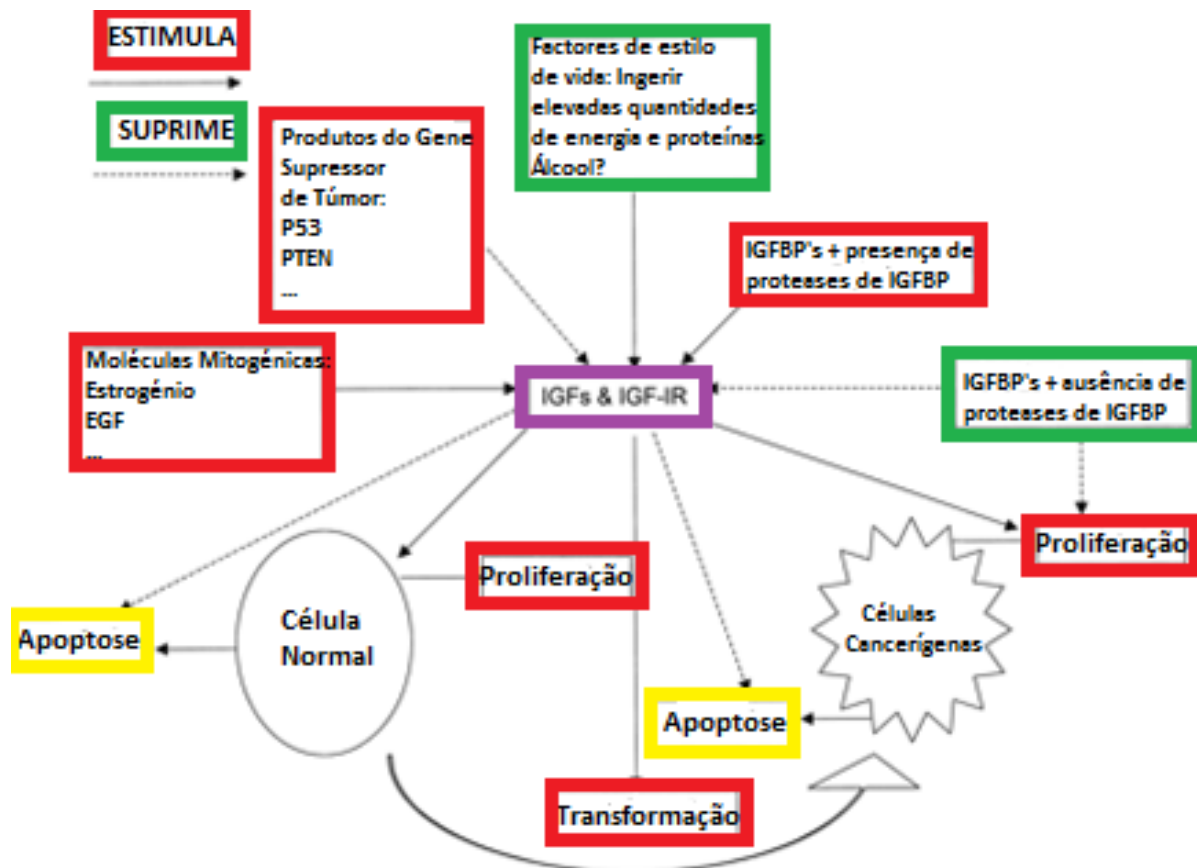 ESTIMULA
SUPRIME
Produtos do Gene
Supressor
de Túmor:
P53
PTEN
...
Factores de estilo
de vida: Ingerir
elevadas quantidades
de energia e proteínas
Álcool?
IGFBP's + presença de
proteases de IGFBP
Moléculas Mitogénicas:
Estrogénio
EGF
...
IGFs & IGF-IR
IGFBP's + ausência de
proteases de IGFBP
Proliferação
Proliferação
Célula
Normal
Células
Cancerígenas
Apoptose
Apoptose
Transformação